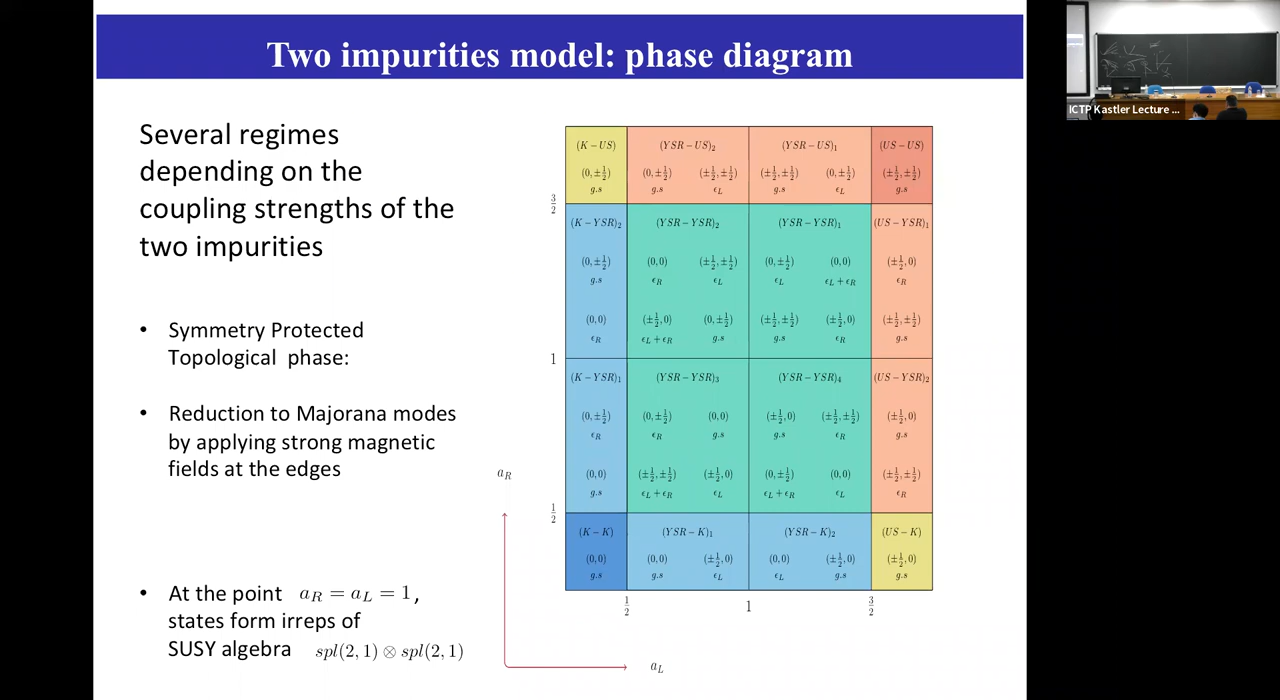 Two impurities model: phase diagram
ICTP Kastler Lecture ...
Several regimes
depending on the
coupling strengths of the
two impurities
• Symmetry Protected
Topological phase:
• Reduction to Majorana modes
by applying strong magnetic
fields at the edges
• At the point a_R = a_L = 1,
states form irreps of
SUSY algebra spl(2, 1) ⊗ spl(2, 1)
(K − US) (YSR − US)₂ (YSR − US)₁ (US − US)
(0, ±½) (0, ±½) (±½, ±½) (±½, ±½) (0, ±½) (±½, ±½)
g.s g.s ϵ_L g.s ϵ_L g.s
3/2
(K − YSR)₂ (YSR − YSR)₂ (YSR − YSR)₁ (US − YSR)₁
(0, ±½) (0, 0) (±½, ±½) (0, ±½) (0, 0) (±½, 0)
g.s ϵ_R ϵ_L ϵ_L ϵ_L + ϵ_R ϵ_R
(0, 0) (±½, 0) (0, ±½) (±½, ±½) (±½, 0) (±½, ±½)
ϵ_R ϵ_L + ϵ_R g.s g.s ϵ_R g.s
1
(K − YSR)₁ (YSR − YSR)₃ (YSR − YSR)₄ (US − YSR)₂
(0, ±½) (0, ±½) (0, 0) (±½, 0) (±½, ±½) (±½, 0)
ϵ_R ϵ_R g.s g.s ϵ_R g.s
(0, 0) (±½, ±½) (±½, 0) (0, ±½) (0, 0) (±½, ±½)
g.s ϵ_L + ϵ_R ϵ_L ϵ_L + ϵ_R ϵ_L ϵ_R
a_R
1/2
(K − K) (YSR − K)₁ (YSR − K)₂ (US − K)
(0, 0) (0, 0) (±½, 0) (0, 0) (±½, 0) (±½, 0)
g.s g.s ϵ_L ϵ_L g.s g.s
1/2 1 3/2
a_L